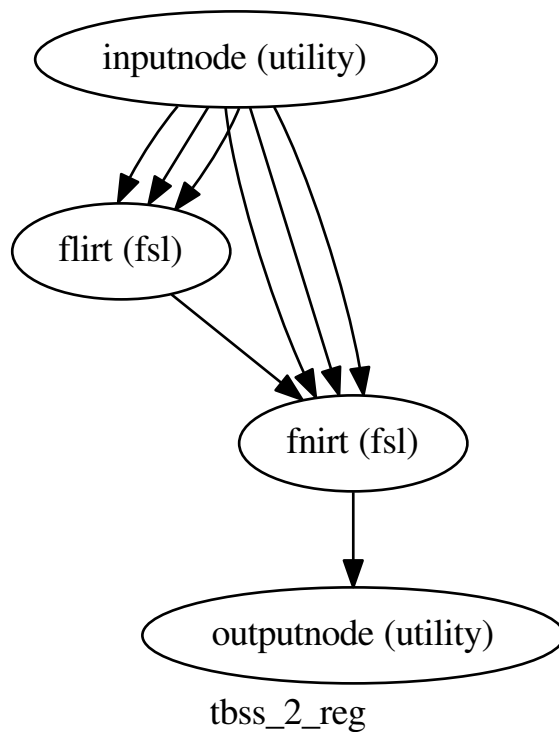 inputnode (utility)
flirt (fsl)
fnirt (fsl)
outputnode (utility)
tbss_2_reg